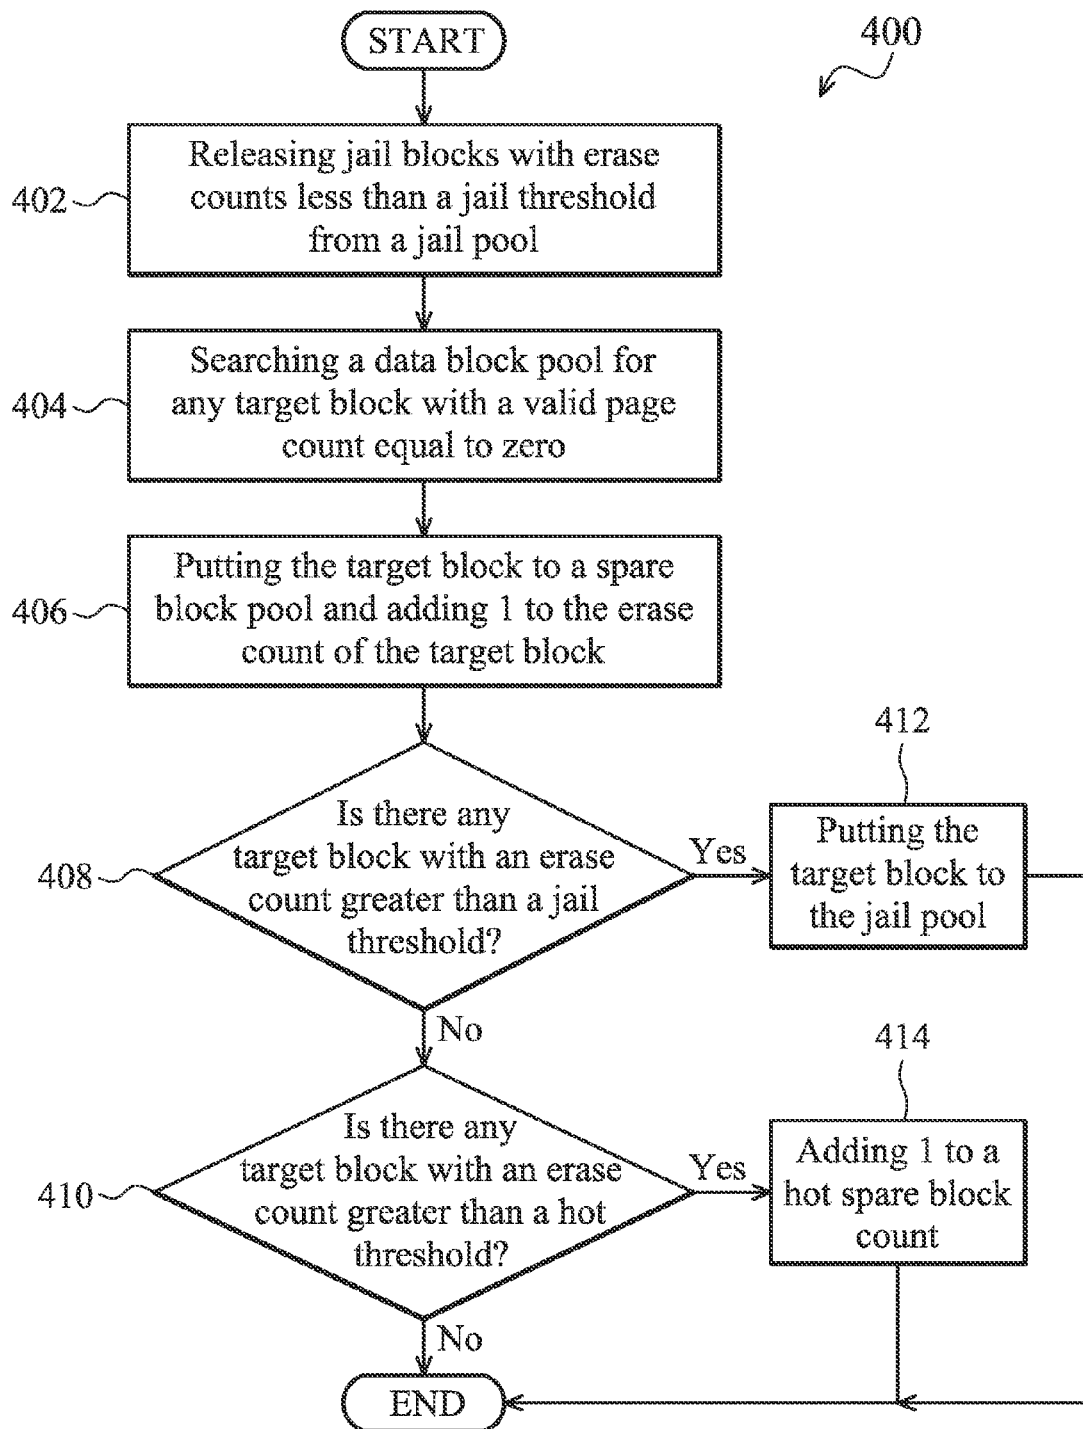 START
400
Releasing jail blocks with erase
counts less than a jail threshold
from a jail pool
402
Searching a data block pool for
any target block with a valid page
count equal to zero
404
Putting the target block to a spare
block pool and adding 1 to the erase
count of the target block
406
Is there any
target block with an erase
count greater than a jail
threshold?
408
Yes
412
Putting the
target block to
the jail pool
No
Is there any
target block with an erase
count greater than a hot
threshold?
410
Yes
414
Adding 1 to a
hot spare block
count
No
END